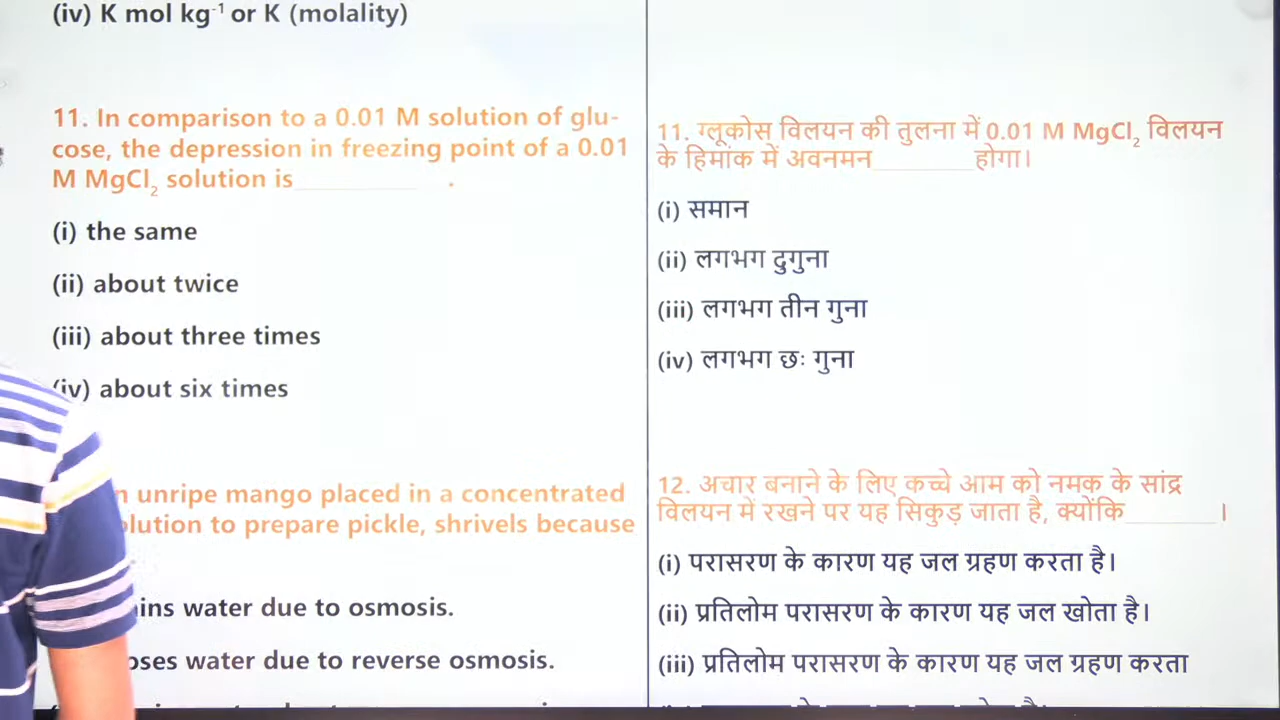 (iv) K mol kg⁻¹ or K (molality)
11. In comparison to a 0.01 M solution of glu-
cose, the depression in freezing point of a 0.01
M MgCl₂ solution is__________ .
(i) the same
(ii) about twice
(iii) about three times
(iv) about six times
unripe mango placed in a concentrated
to prepare pickle, shrivels because
water due to osmosis.
water due to reverse osmosis.
11. ग्लूकोस विलयन की तुलना में 0.01 M MgCl₂ विलयन
के हिमांक में अवनमन________होगा।
(i) समान
(ii) लगभग दुगुना
(iii) लगभग तीन गुना
(iv) लगभग छः गुना
12. अचार बनाने के लिए कच्चे आम को नमक के सांद्र
विलयन में रखने पर यह सिकुड़ जाता है, क्योंकि_______।
(i) परासरण के कारण यह जल ग्रहण करता है।
(ii) प्रतिलोम परासरण के कारण यह जल खोता है।
(iii) प्रतिलोम परासरण के कारण यह जल ग्रहण करता